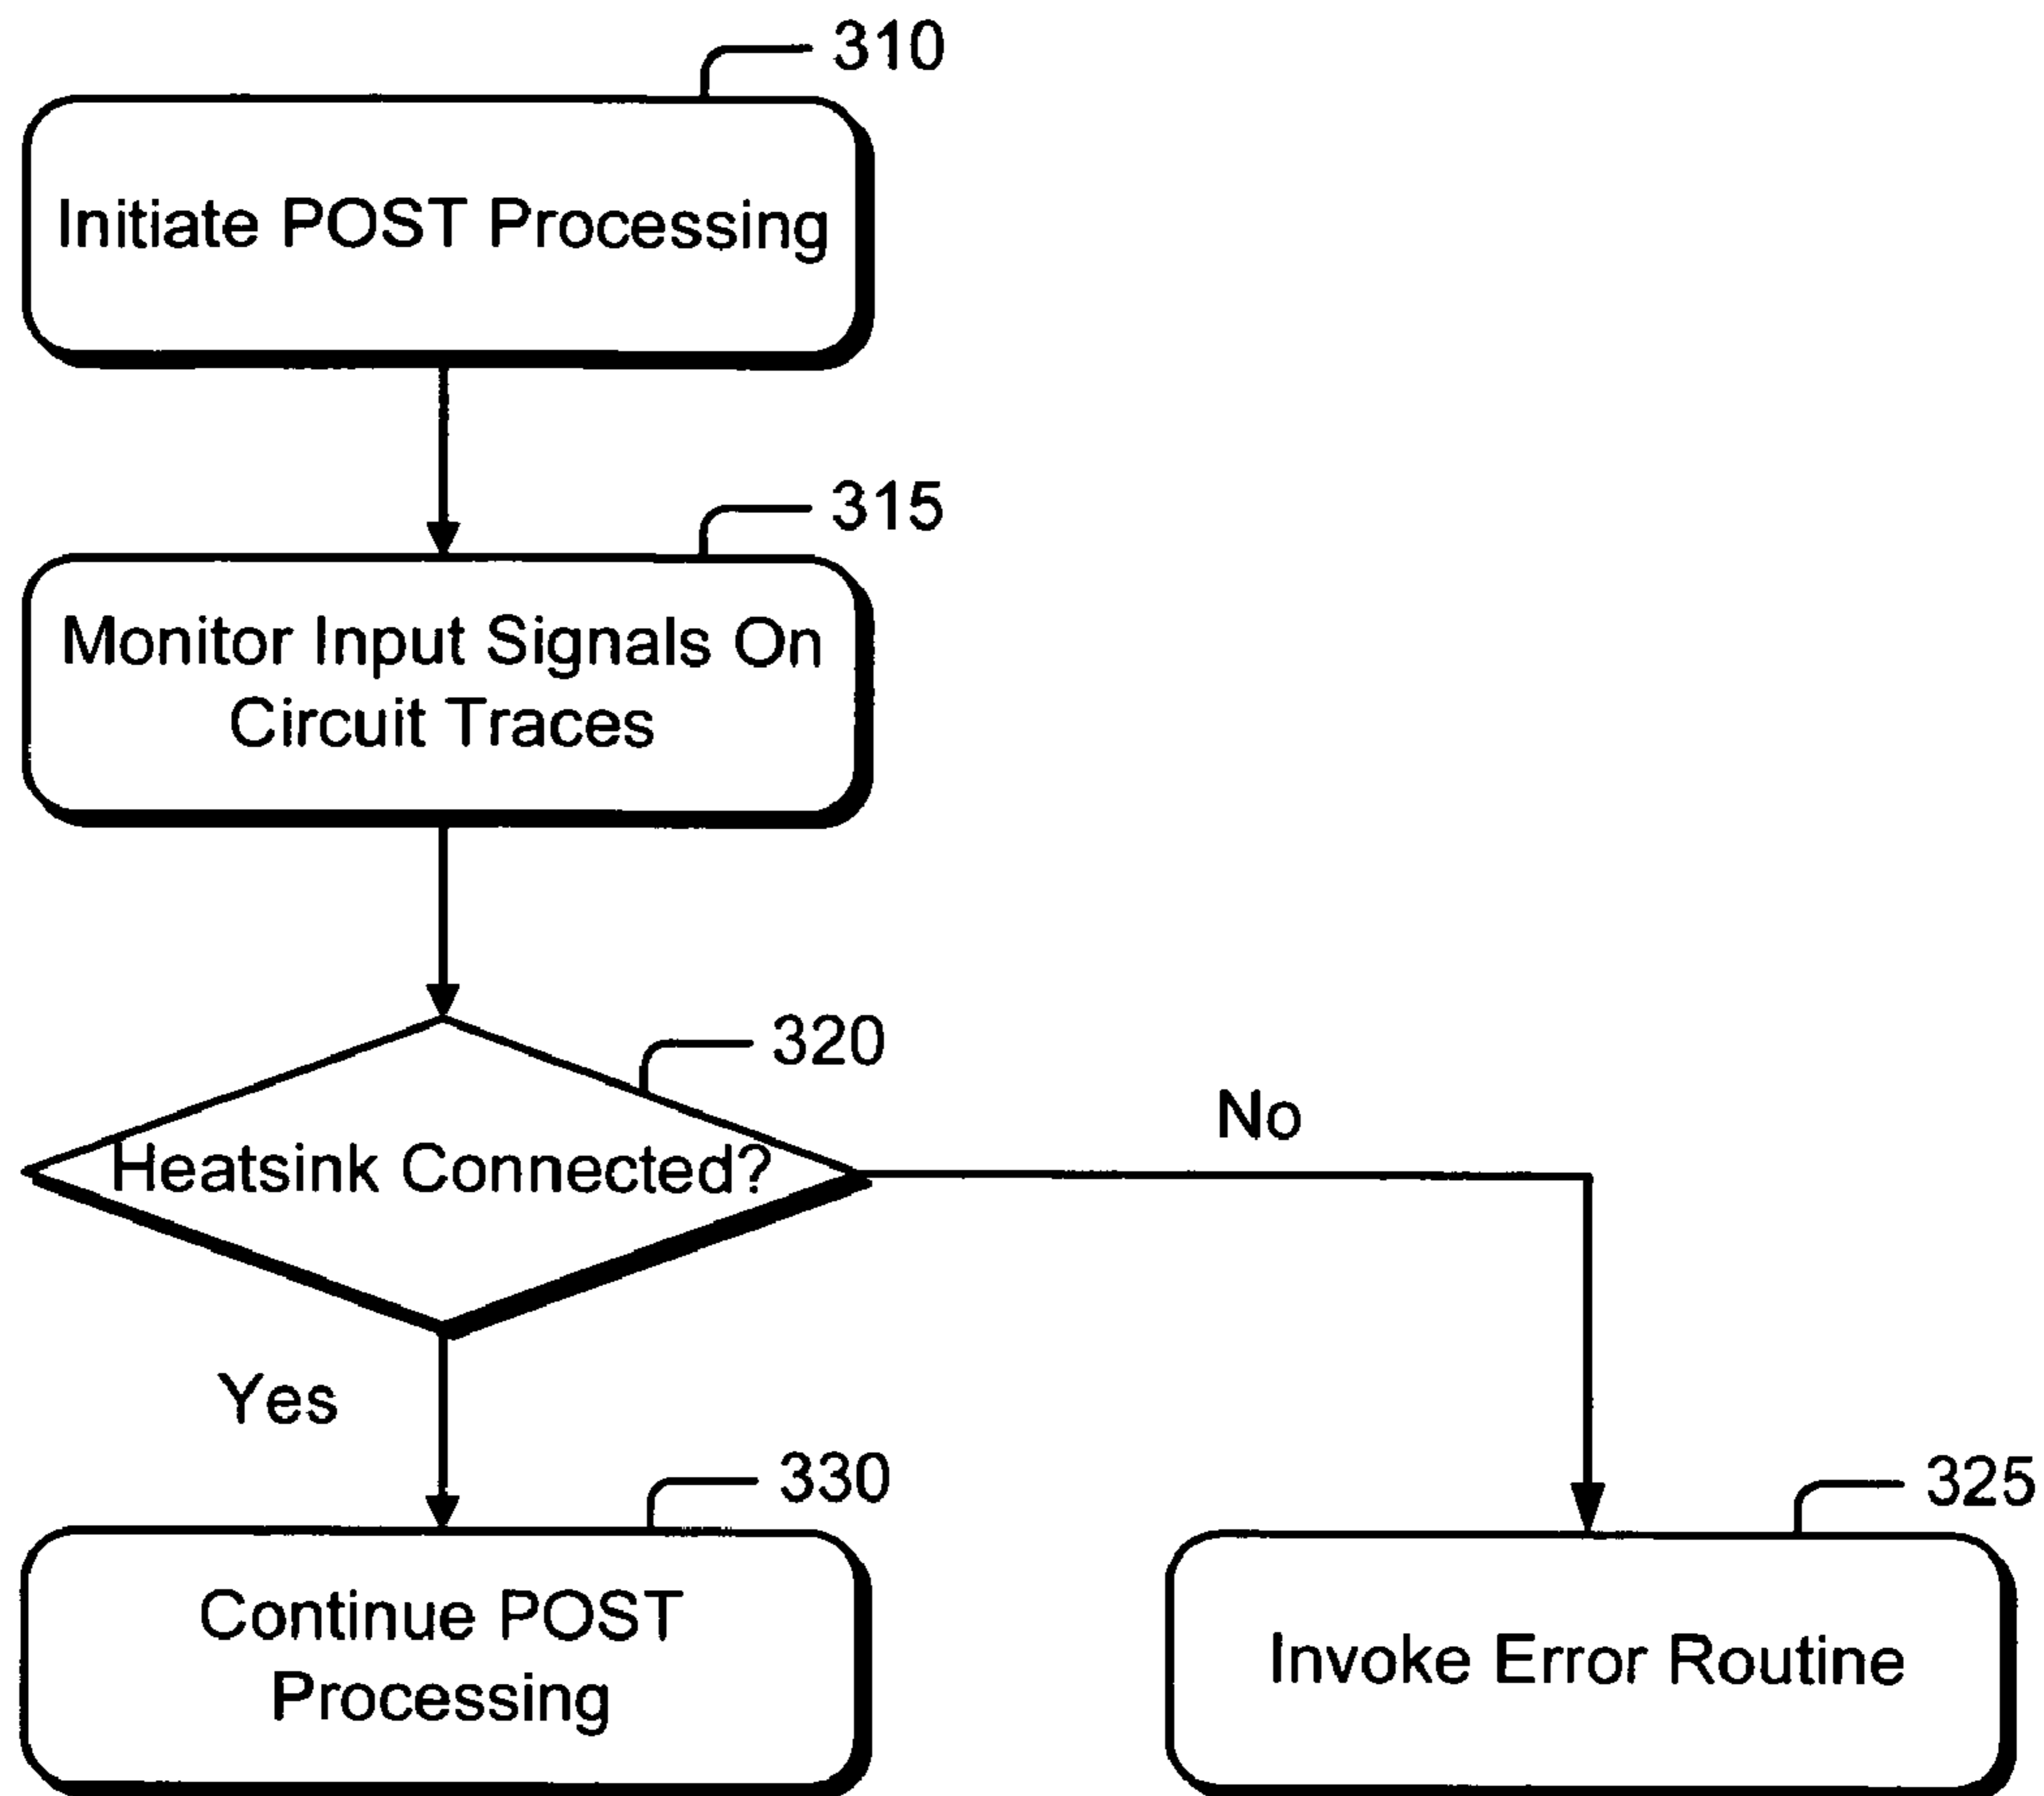 310
Initiate POST Processing
315
Monitor Input Signals On
Circuit Traces
320
Heatsink Connected?
No
Yes
330
Continue POST
Processing
325
Invoke Error Routine